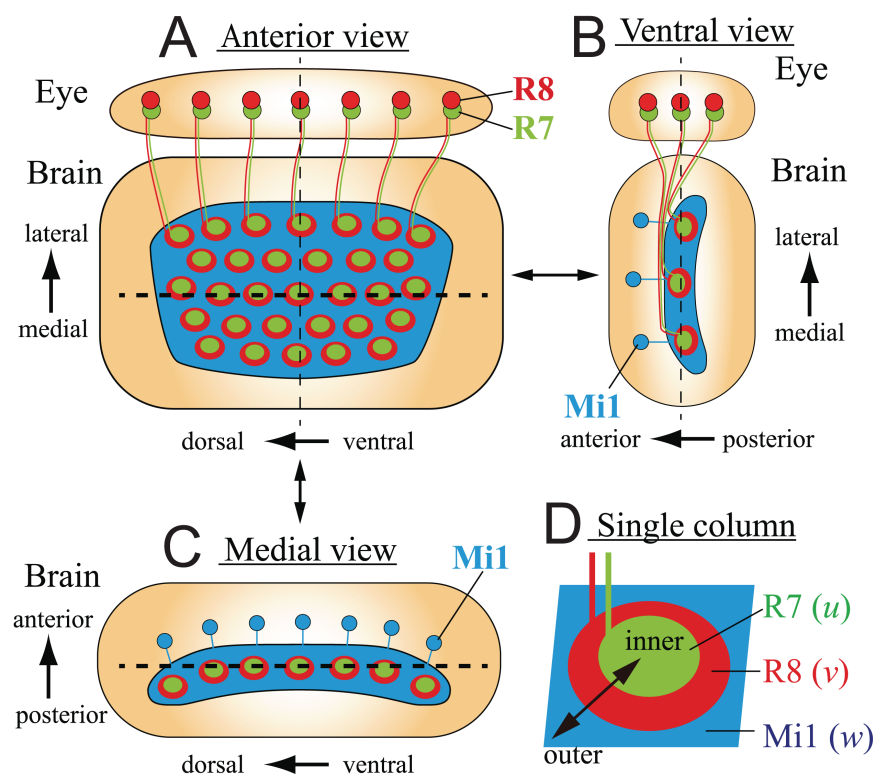 A Anterior view
Eye
R8
R7
Brain
lateral
medial
dorsal ventral
B Ventral view
Eye
Brain
lateral
medial
Mi1
anterior posterior
C Medial view
Mi1
Brain
anterior
posterior
dorsal ventral
D Single column
R7 (u)
inner
R8 (v)
Mi1 (w)
outer